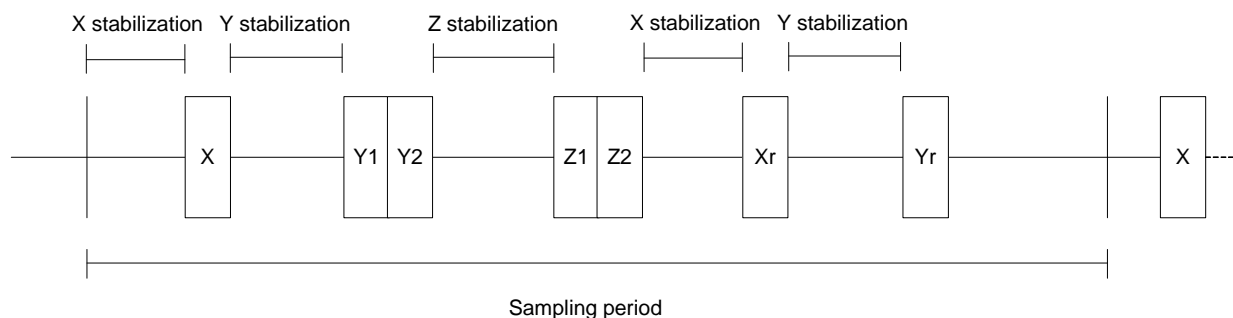 X stabilization Y stabilization Z stabilization X stabilization Y stabilization
X Y1 Y2 Z1 Z2 Xr Yr X
Sampling period